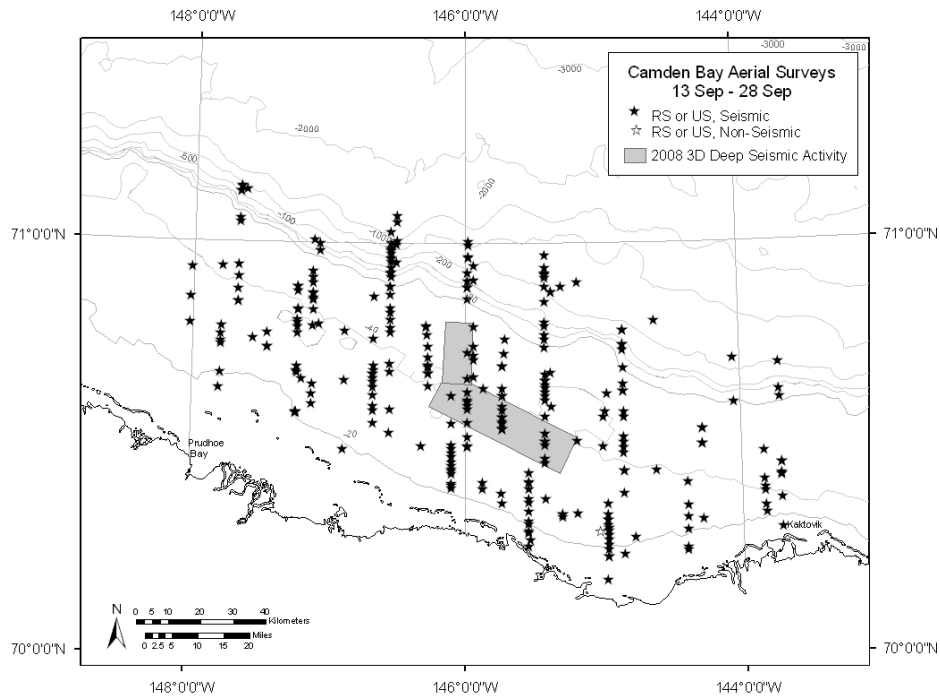 148°0'0"W
146°0'0"W
144°0'0"W
-3000
-3000
-3000
Camden Bay Aerial Surveys
13 Sep - 28 Sep
RS or US, Seismic
RS or US, Non-Seismic
2008 3D Deep Seismic Activity
-2000
-500
-2000
-100
71°0'0"N
71°0'0"N
-1000
-200
-40
-20
Prudhoe
Bay
Kaktovik
N
0 5 10 20 30 40
Kilometers
Miles
0 2.5 5 10 15 20
70°0'0"N
70°0'0"N
148°0'0"W
146°0'0"W
144°0'0"W